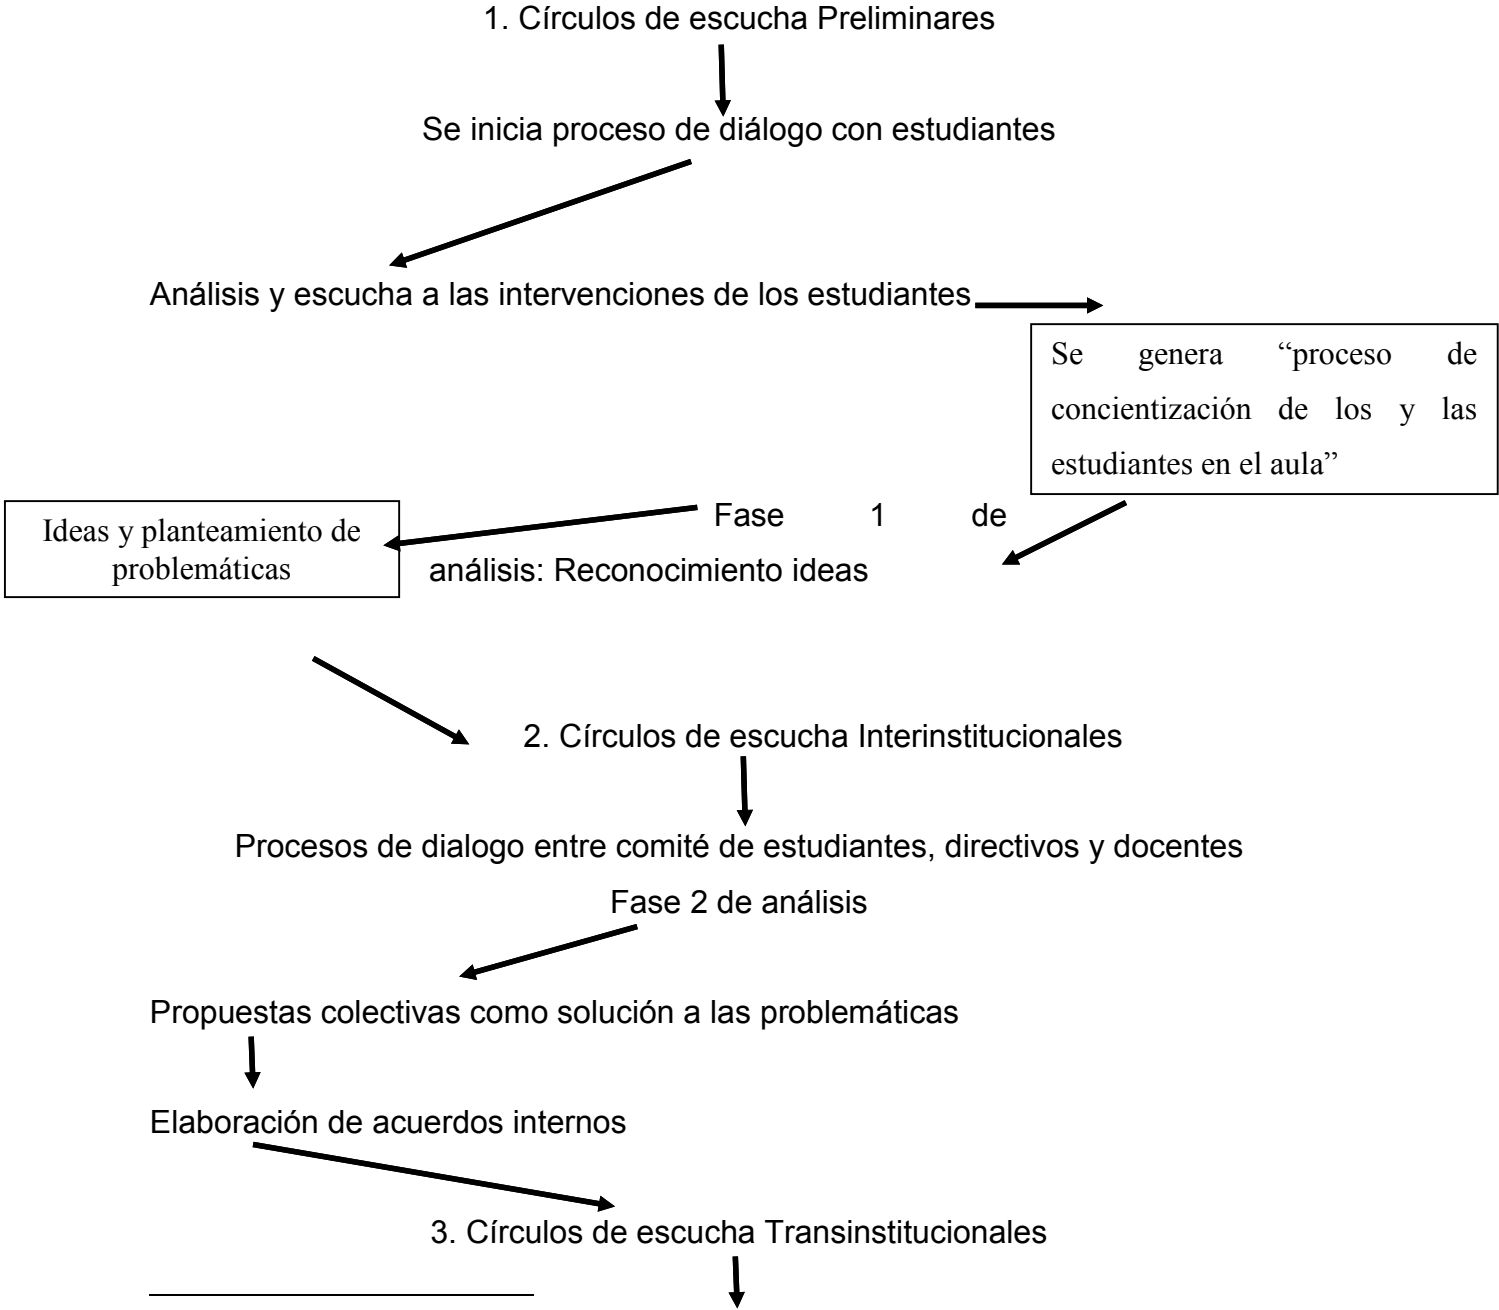 1. Círculos de escucha Preliminares
Se inicia proceso de diálogo con estudiantes
Análisis y escucha a las intervenciones de los estudiantes
Se genera “proceso de
concientización de los y las
estudiantes en el aula”
Fase 1 de
análisis: Reconocimiento ideas
Ideas y planteamiento de
problemáticas
2. Círculos de escucha Interinstitucionales
Procesos de dialogo entre comité de estudiantes, directivos y docentes
Fase 2 de análisis
Propuestas colectivas como solución a las problemáticas
Elaboración de acuerdos internos
3. Círculos de escucha Transinstitucionales